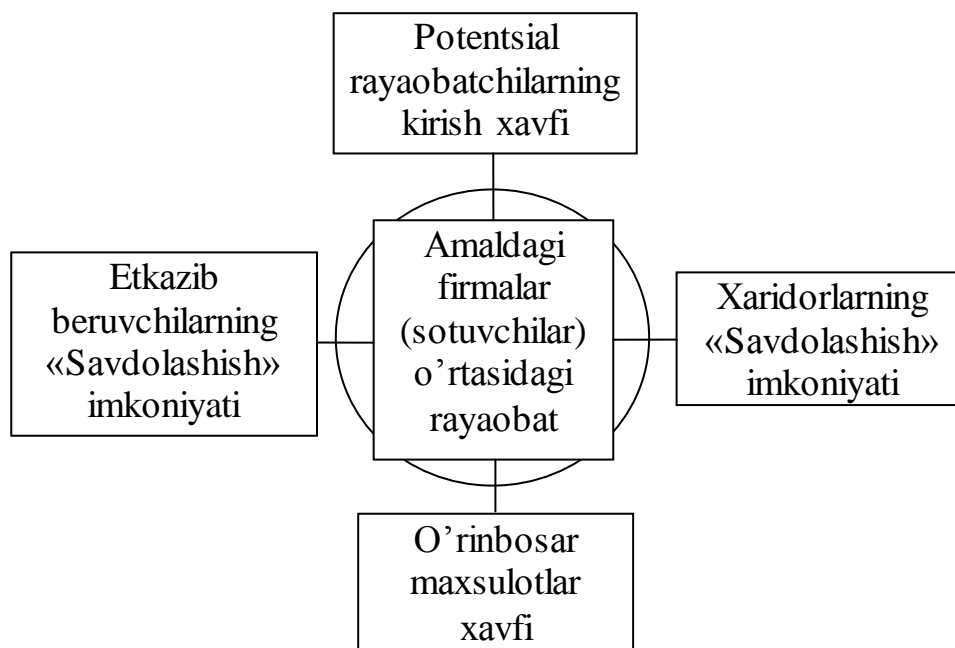 Potentsial
rayaobatchilarning
kirish xavfi
Etkazib
beruvchilarning
«Savdolashish»
imkoniyati
Amaldagi
firmalar
(sotuvchilar)
o’rtasidagi
rayaobat
Xaridorlarning
«Savdolashish»
imkoniyati
O’rinbosar
maxsulotlar
xavfi